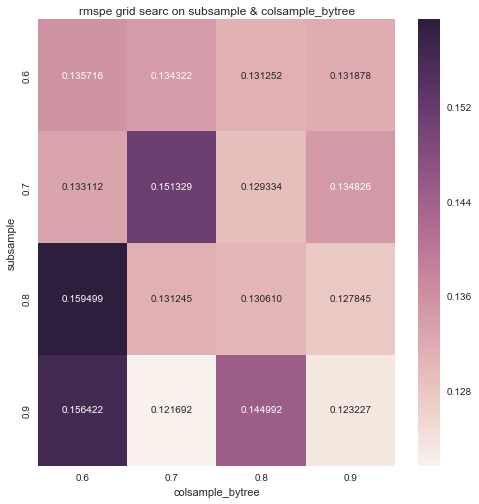 rmspe grid searc on subsample & colsample_bytree
0.6 0.135716 0.134322 0.131252 0.131878
0.7 0.133112 0.151329 0.129334 0.134826
0.8 0.159499 0.131245 0.130610 0.127845
0.9 0.156422 0.121692 0.144992 0.123227
subsample
0.6 0.7 0.8 0.9
colsample_bytree
0.152
0.144
0.136
0.128